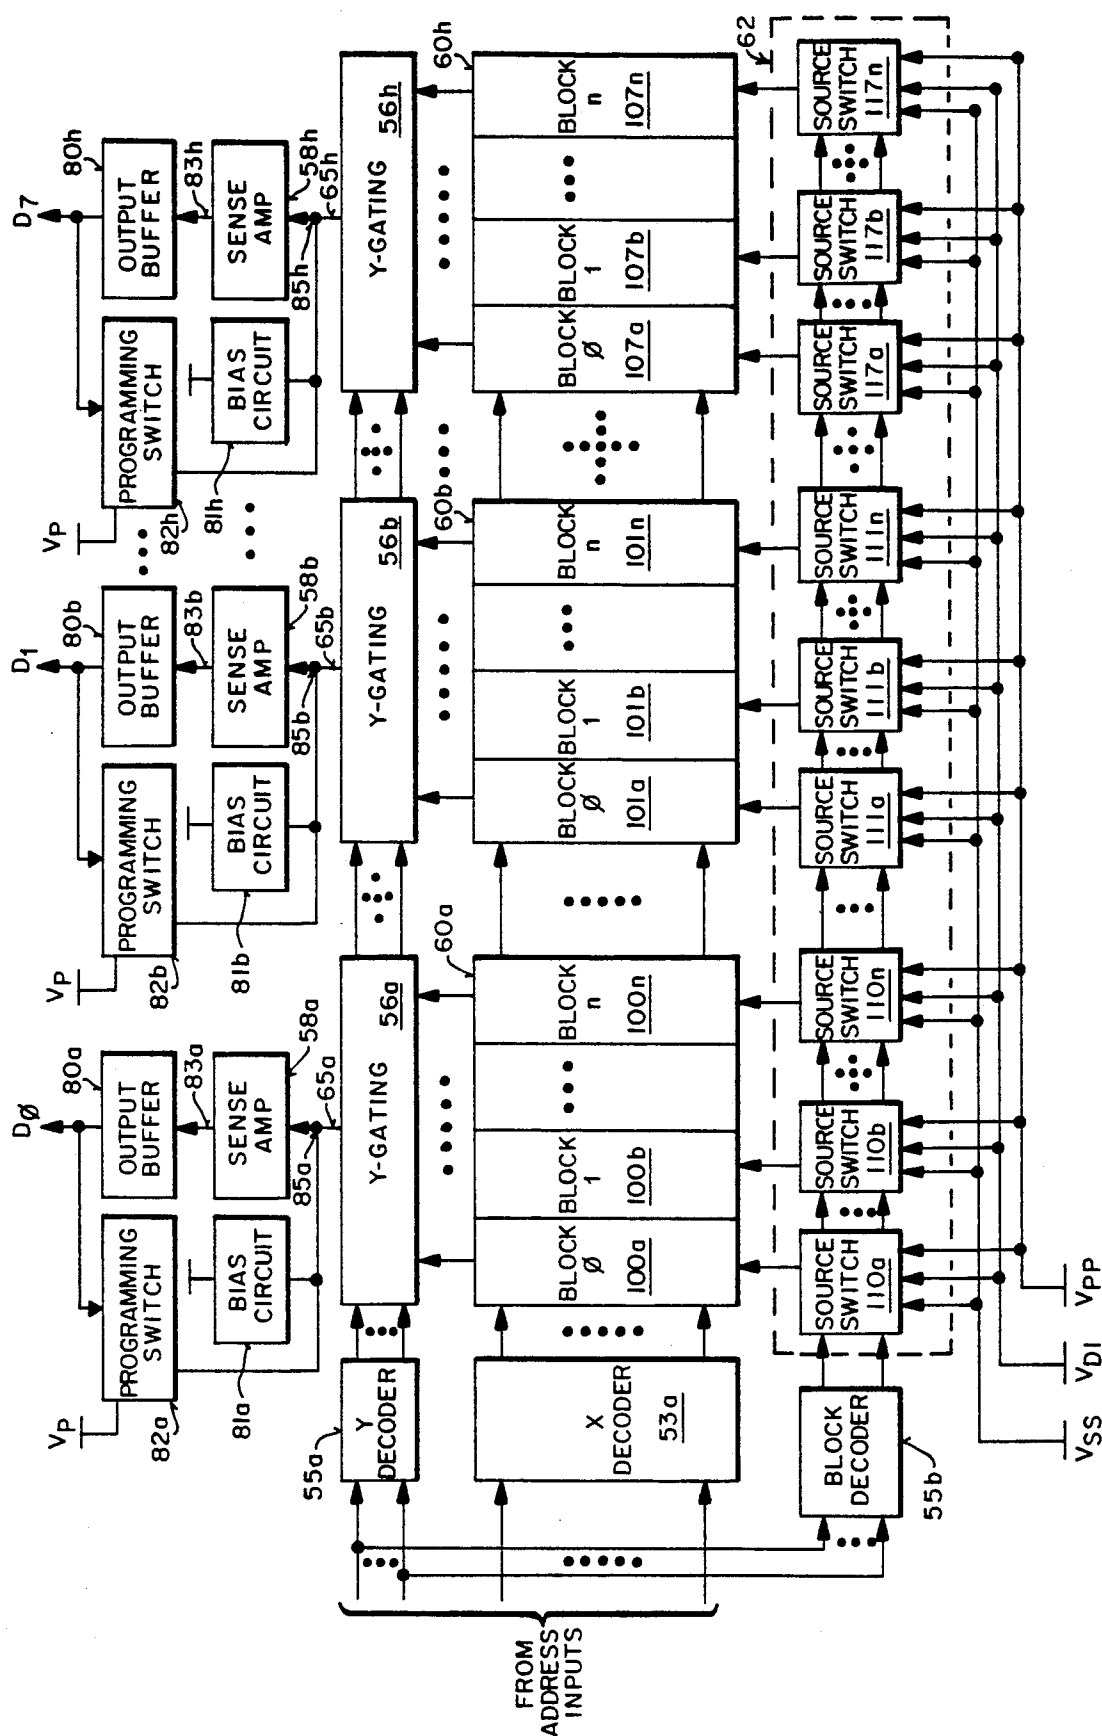 D∅
D1
D7
VP
PROGRAMMING
SWITCH
82a
OUTPUT
BUFFER
80a
83a
BIAS
CIRCUIT
81a
SENSE
AMP
58a
85a
65a
VP
PROGRAMMING
SWITCH
82b
OUTPUT
BUFFER
80b
83b
BIAS
CIRCUIT
81b
SENSE
AMP
58b
85b
65b
VP
PROGRAMMING
SWITCH
82h
OUTPUT
BUFFER
80h
83h
BIAS
CIRCUIT
81h
SENSE
AMP
58h
85h
65h
55a
Y
DECODER
Y-GATING
56a
Y-GATING
56b
Y-GATING
56h
FROM
ADDRESS
INPUTS
X
DECODER
53a
60a
BLOCK
∅
100a
BLOCK
1
100b
BLOCK
n
100n
60b
BLOCK
∅
101a
BLOCK
1
101b
BLOCK
n
101n
60h
BLOCK
∅
107a
BLOCK
1
107b
BLOCK
n
107n
62
BLOCK
DECODER
55b
SOURCE
SWITCH
110a
SOURCE
SWITCH
110b
SOURCE
SWITCH
110n
SOURCE
SWITCH
111a
SOURCE
SWITCH
111b
SOURCE
SWITCH
111n
SOURCE
SWITCH
117a
SOURCE
SWITCH
117b
SOURCE
SWITCH
117n
VSS
VDI
VPP